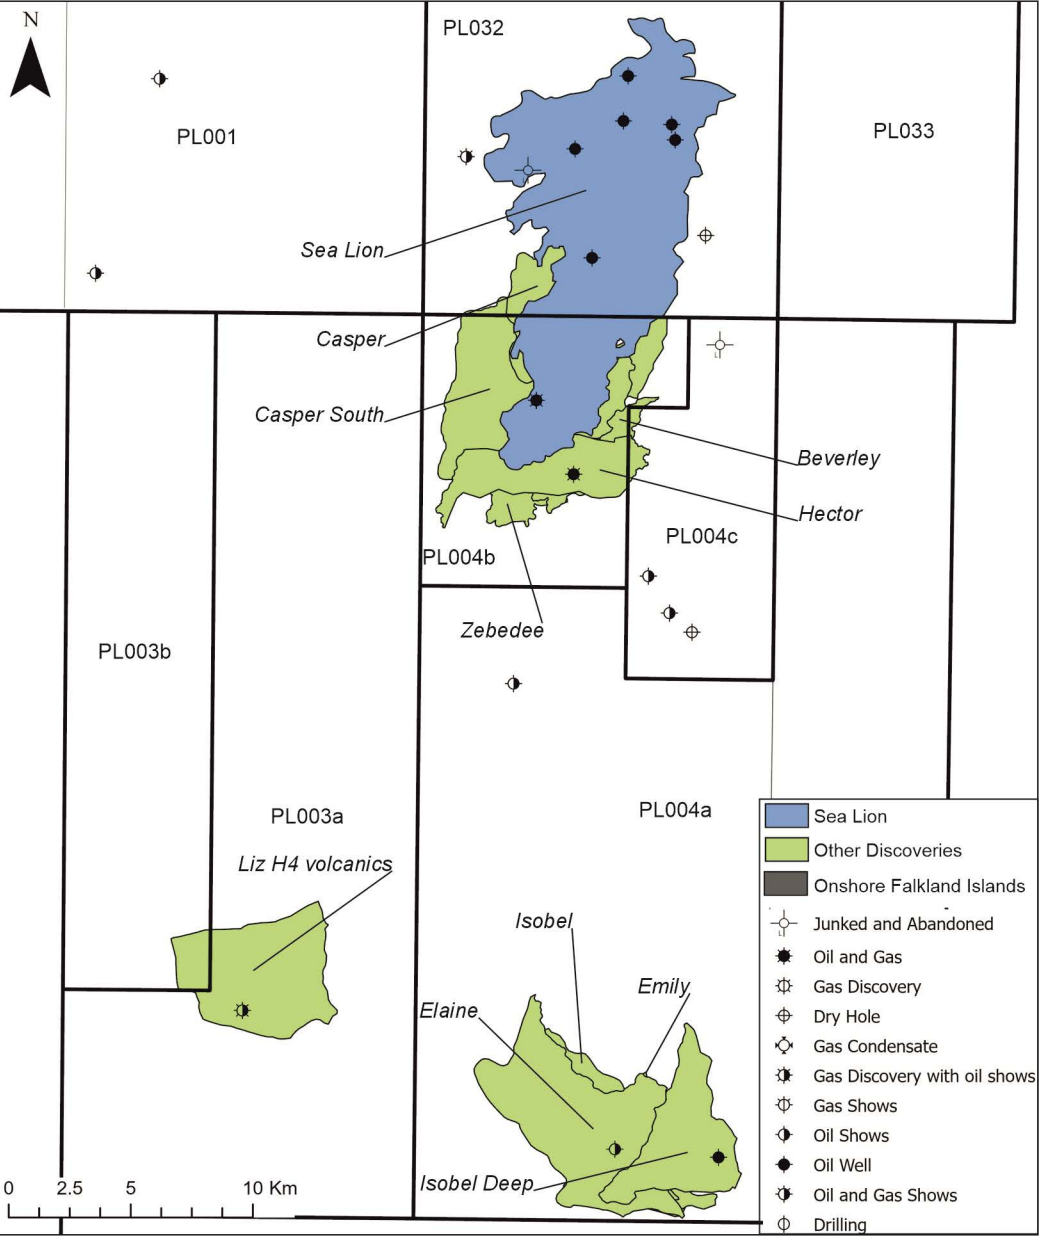 N
PL032
PL001
PL033
Sea Lion
Casper
Casper South
Beverley
Hector
PL004c
PL004b
Zebedee
PL003b
PL003a
PL004a
Liz H4 volcanics
Isobel
Emily
Elaine
Isobel Deep
0 2.5 5 10 Km
Sea Lion
Other Discoveries
Onshore Falkland Islands
Junked and Abandoned
Oil and Gas
Gas Discovery
Dry Hole
Gas Condensate
Gas Discovery with oil shows
Gas Shows
Oil Shows
Oil Well
Oil and Gas Shows
Drilling